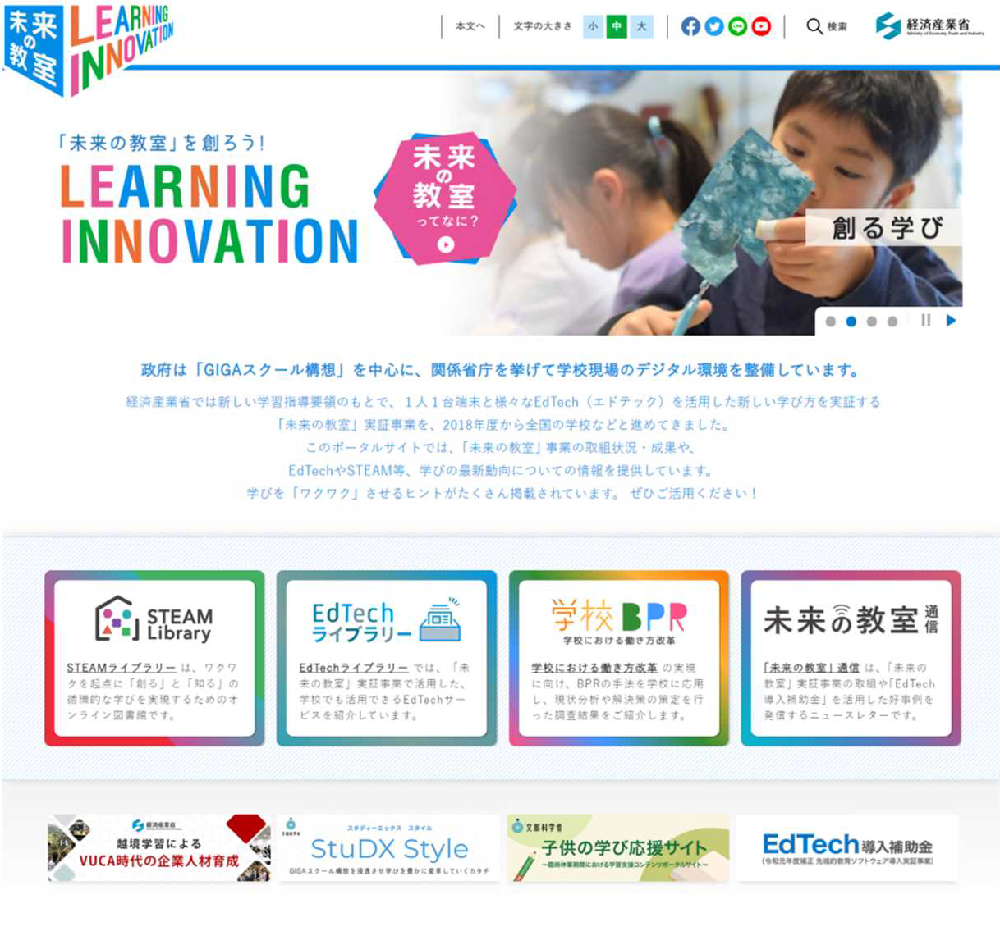 未来の教室
LEARNING INNOVATION
本文へ
文字の大きさ 小 中 大
検索
経済産業省
Ministry of Economy, Trade and Industry
「未来の教室」を創ろう!
LEARNING
INNOVATION
未来
の
教室
ってなに?
創る学び
政府は「GIGAスクール構想」を中心に、関係省庁を挙げて学校現場のデジタル環境を整備しています。
経済産業省では新しい学習指導要領のもとで、１人１台端末と様々なEdTech（エドテック）を活用した新しい学び方を実証する
「未来の教室」実証事業を、2018年度から全国の学校などと進めてきました。
このポータルサイトでは、「未来の教室」事業の取組状況・成果や、
EdTechやSTEAM等、学びの最新動向についての情報を提供しています。
学びを「ワクワク」させるヒントがたくさん掲載されています。 ぜひご活用ください！
STEAM
Library
STEAMライブラリー は、ワクワ
クを起点に「創る」と「知る」の
循環的な学びを実現するためのオ
ンライン図書館です。
EdTech
ライブラリー
EdTechライブラリー では、「未
来の教室」実証事業で活用した、
学校でも活用できるEdTechサー
ビスを紹介しています。
学校BPR
学校における働き方改革
学校における働き方改革 の実現
に向け、BPRの手法を学校に応用
し、現状分析や解決策の策定を行
った調査結果をご紹介します。
未来の教室 通信
「未来の教室」通信 は、「未来の
教室」実証事業の取組や「EdTech
導入補助金」を活用した好事例を
発信するニュースレターです。
経済産業省
越境学習による
VUCA時代の企業人材育成
文部科学省
スタディーエックス スタイル
StuDX Style
GIGAスクール構想を浸透させ学びを豊かに変革していくカタチ
文部科学省
子供の学び応援サイト
～臨時休業期間における学習支援コンテンツポータルサイト～
EdTech 導入補助金
（令和元年度補正 先端的教育ソフトウェア導入実証事業）